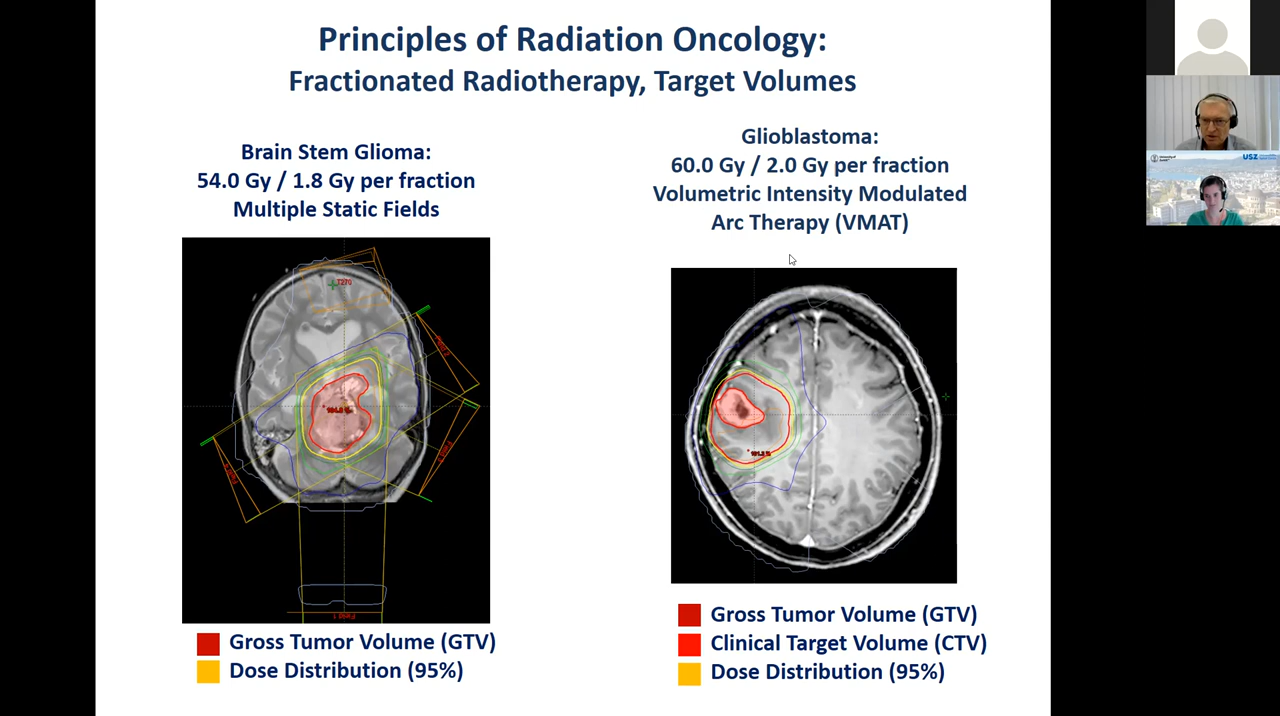 Principles of Radiation Oncology:
Fractionated Radiotherapy, Target Volumes
Brain Stem Glioma:
54.0 Gy / 1.8 Gy per fraction
Multiple Static Fields
Glioblastoma:
60.0 Gy / 2.0 Gy per fraction
Volumetric Intensity Modulated
Arc Therapy (VMAT)
Gross Tumor Volume (GTV)
Dose Distribution (95%)
Gross Tumor Volume (GTV)
Clinical Target Volume (CTV)
Dose Distribution (95%)
USZ